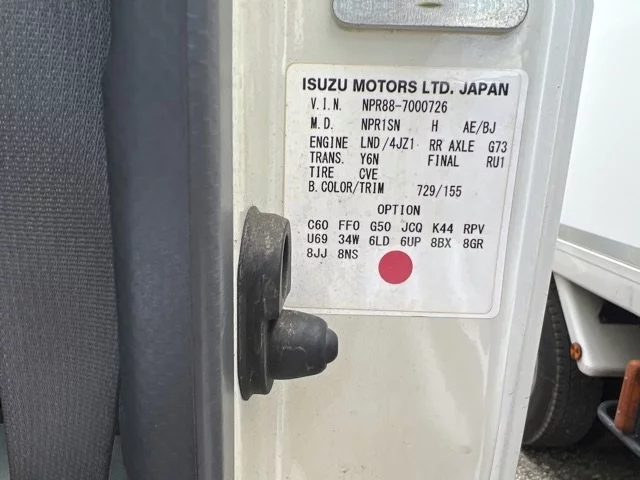 ISUZU MOTORS LTD. JAPAN
V.I.N. NPR88-7000726
M.D. NPR1SN H AE/BJ
ENGINE LND/4JZ1 RR AXLE G73
TRANS. Y6N FINAL RU1
TIRE CVE
B.COLOR/TRIM 729/155
OPTION
C60 FF0 G50 JCQ K44 RPV
U69 34W 6LD 6UP 8BX 8GR
8JJ 8NS